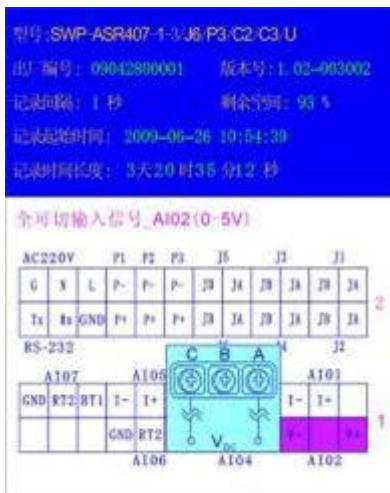 型号:SWP-ASR407-1-3/J6/P3/C2/C3/U
出厂编号: 09042800001 版本号:1.02-003002
记录间隔: 1 秒 剩余空间: 93 %
记录起始时间: 2009-06-26 10:54:39
记录时间长度: 3天20时35分12秒
全可切输入信号_AI02(0-5V)
AC220V P1 P2 P3 J5 J3 J1
G N L P- P- P- JB JA JB JA JB JA
2
Tx Rx GND P+ P+ P+ JB JA JB JA JB JA
RS-232 J6 J4 J2
AI07 AI05 C B A AI01
GND RT2 RT1 I- I+ I- I+
1
GND RT2 V_DC V- V+
AI06 AI04 AI02